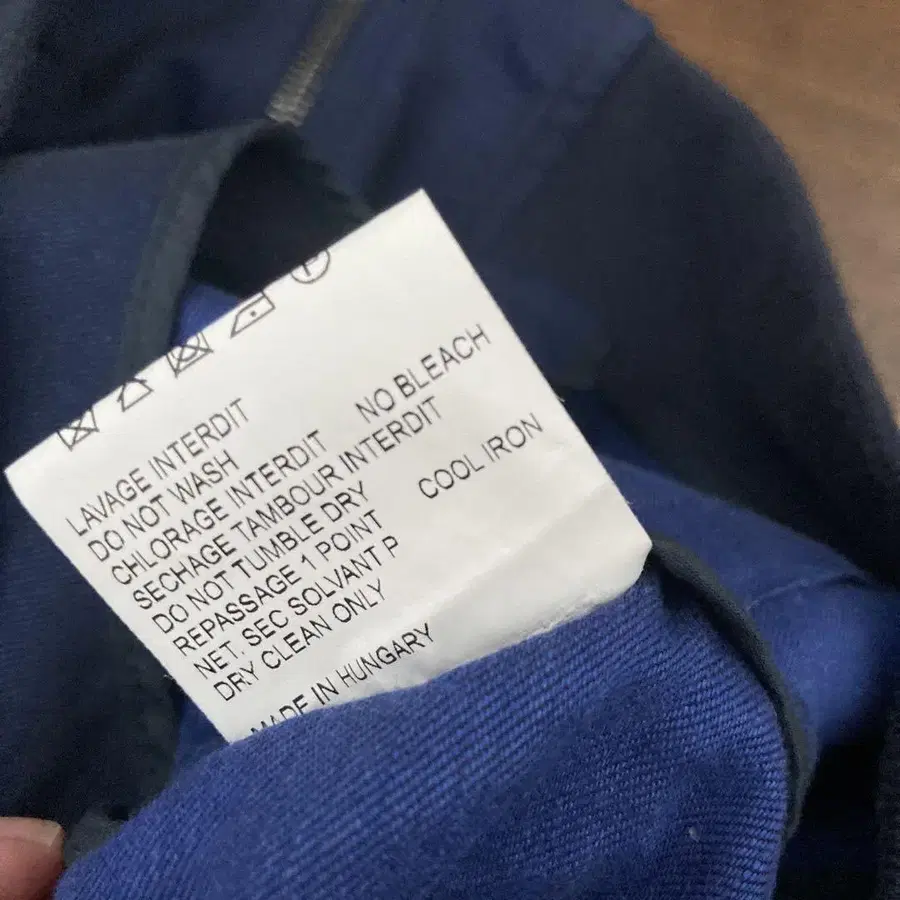 P
LAVAGE INTERDIT
DO NOT WASH
CHLORAGE INTERDIT NO BLEACH
SECHAGE TAMBOUR INTERDIT
DO NOT TUMBLE DRY
REPASSAGE 1 POINT COOL IRON
NET. SEC SOLVANT P
DRY CLEAN ONLY
MADE IN HUNGARY